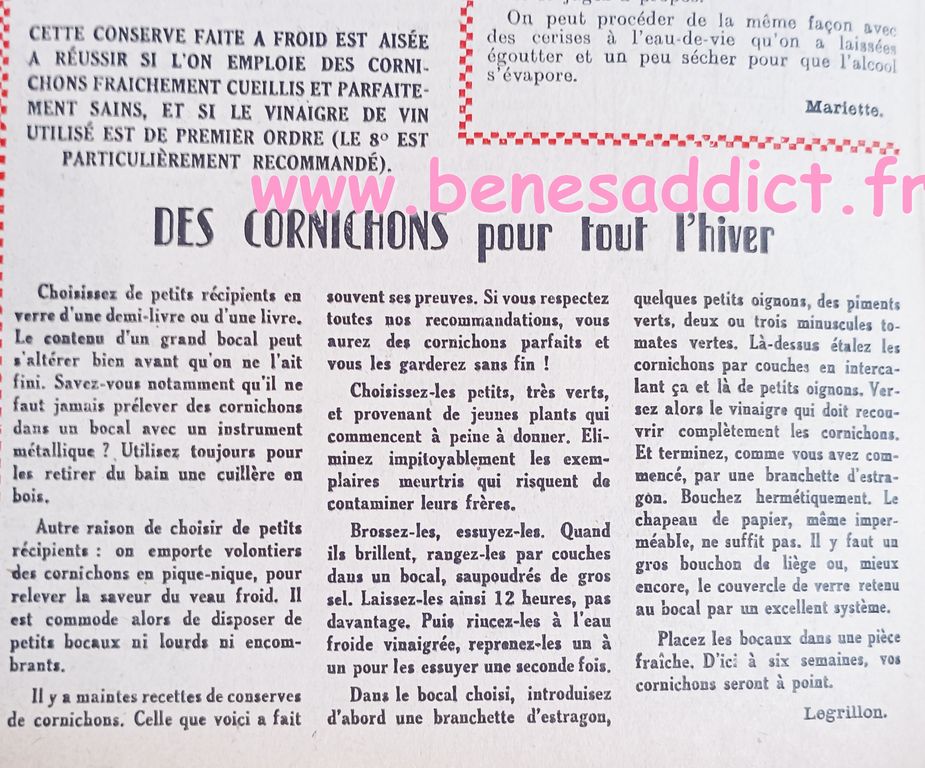 CETTE CONSERVE FAITE A FROID EST AISÉE
A RÉUSSIR SI L'ON EMPLOIE DES CORNI-
CHONS FRAICHEMENT CUEILLIS ET PARFAITE-
MENT SAINS, ET SI LE VINAIGRE DE VIN
UTILISÉ EST DE PREMIER ORDRE (LE 8° EST
PARTICULIÈREMENT RECOMMANDÉ).
On peut procéder de la même façon avec
des cerises à l'eau-de-vie qu'on a laissées
égoutter et un peu sécher pour que l'alcool
s'évapore.
Mariette.
www.benesaddict.fr
DES CORNICHONS pour tout l'hiver
Choisissez de petits récipients en
verre d'une demi-livre ou d'une livre.
Le contenu d'un grand bocal peut
s'altérer bien avant qu'on ne l'ait
fini. Savez-vous notamment qu'il ne
faut jamais prélever des cornichons
dans un bocal avec un instrument
métallique ? Utilisez toujours pour
les retirer du bain une cuillère en
bois.
Autre raison de choisir de petits
récipients : on emporte volontiers
des cornichons en pique-nique, pour
relever la saveur du veau froid. Il
est commode alors de disposer de
petits bocaux ni lourds ni encom-
brants.
Il y a maintes recettes de conserves
de cornichons. Celle que voici a fait
souvent ses preuves. Si vous respectez
toutes nos recommandations, vous
aurez des cornichons parfaits et
vous les garderez sans fin !
Choisissez-les petits, très verts,
et provenant de jeunes plants qui
commencent à peine à donner. Eli-
minez impitoyablement les exem-
plaires meurtris qui risquent de
contaminer leurs frères.
Brossez-les, essuyez-les. Quand
ils brillent, rangez-les par couches
dans un bocal, saupoudrés de gros
sel. Laissez-les ainsi 12 heures, pas
davantage. Puis rincez-les à l'eau
froide vinaigrée, reprenez-les un à
un pour les essuyer une seconde fois.
Dans le bocal choisi, introduisez
d'abord une branchette d'estragon,
quelques petits oignons, des piments
verts, deux ou trois minuscules to-
mates vertes. Là-dessus étalez les
cornichons par couches en interca-
lant ça et là de petits oignons. Ver-
sez alors le vinaigre qui doit recou-
vrir complètement les cornichons.
Et terminez, comme vous avez com-
mencé, par une branchette d'estra-
gon. Bouchez hermétiquement. Le
chapeau de papier, même imper-
méable, ne suffit pas. Il y faut un
gros bouchon de liège ou, mieux
encore, le couvercle de verre retenu
au bocal par un excellent système.
Placez les bocaux dans une pièce
fraîche. D'ici à six semaines, vos
cornichons seront à point.
Legrillon.